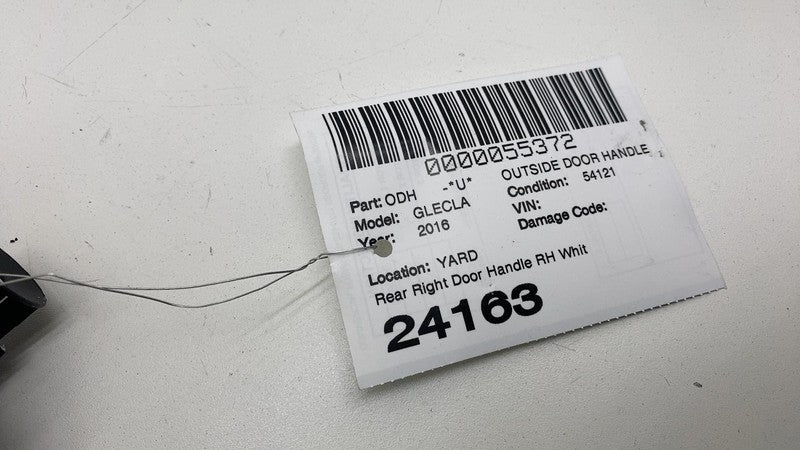 0000055372
Part: ODH -*U* OUTSIDE DOOR HANDLE
Model: GLECLA Condition: 54121
Year: 2016 VIN:
Damage Code:
Location: YARD
Rear Right Door Handle RH Whit
24163